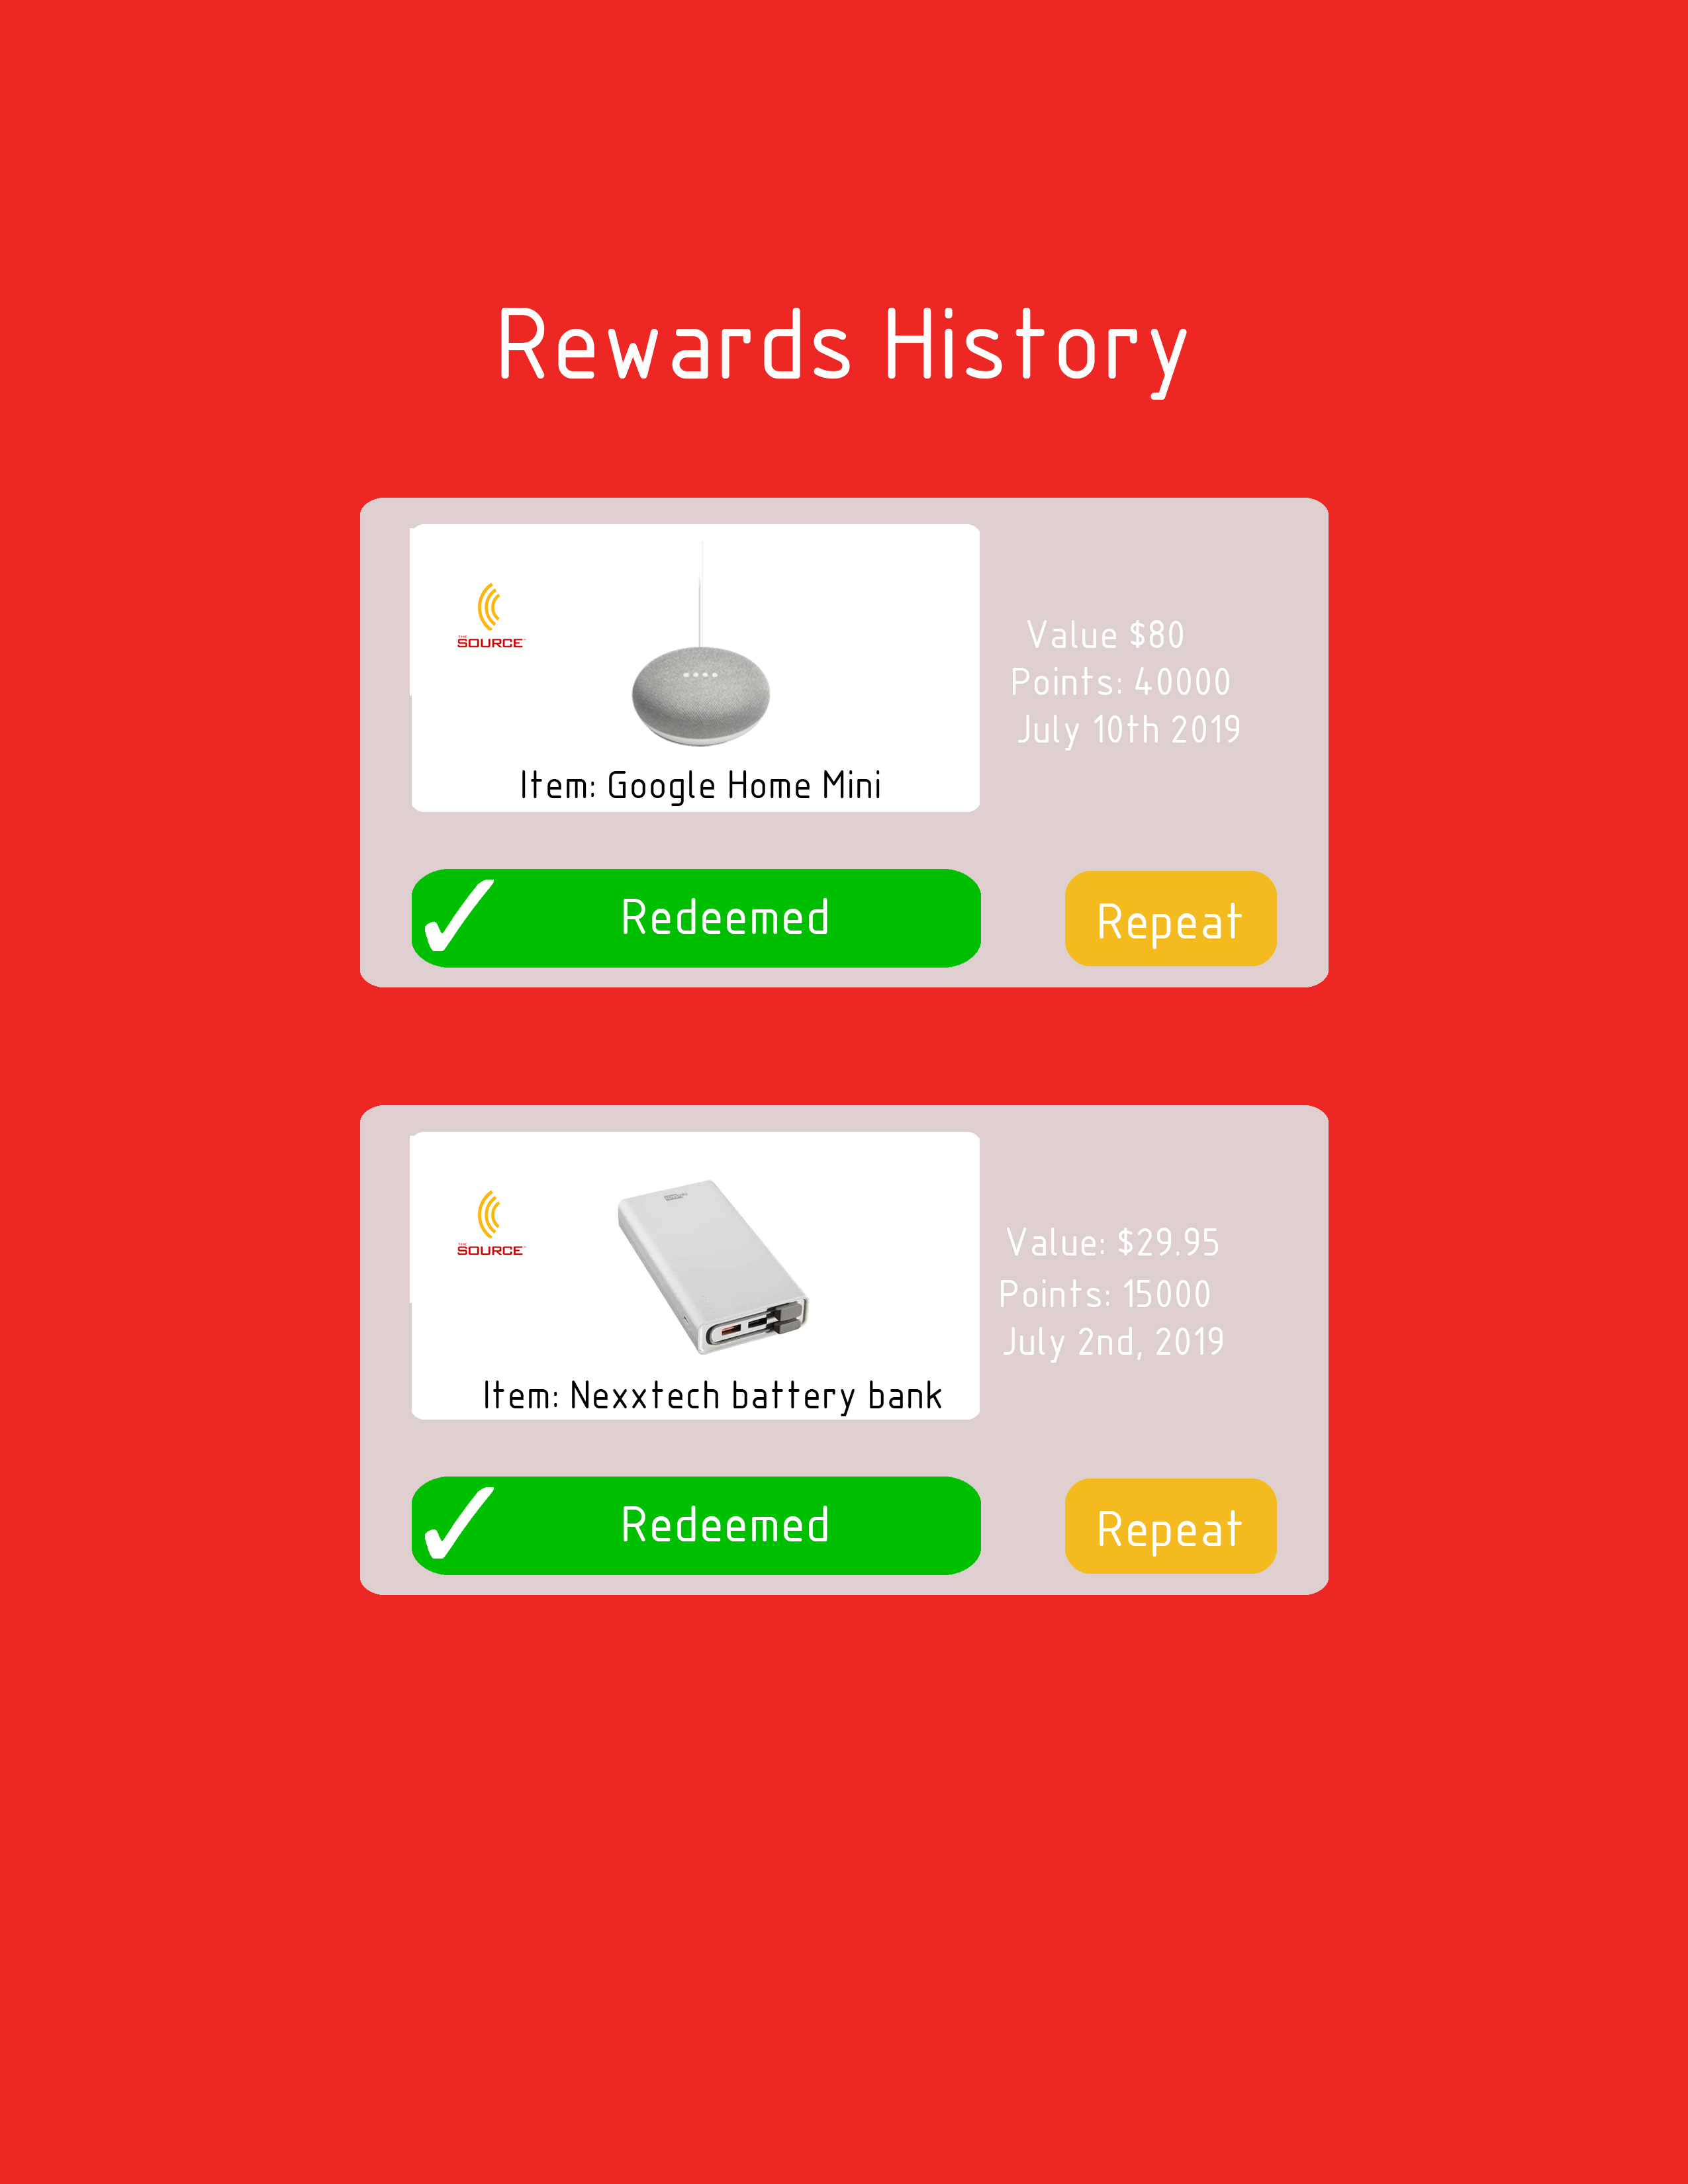 Rewards History
THE
SOURCE
Item: Google Home Mini
Value $80
Points: 40000
July 10th 2019
Redeemed
Repeat
THE
SOURCE
Item: Nexxtech battery bank
Value: $29.95
Points: 15000
July 2nd, 2019
Redeemed
Repeat